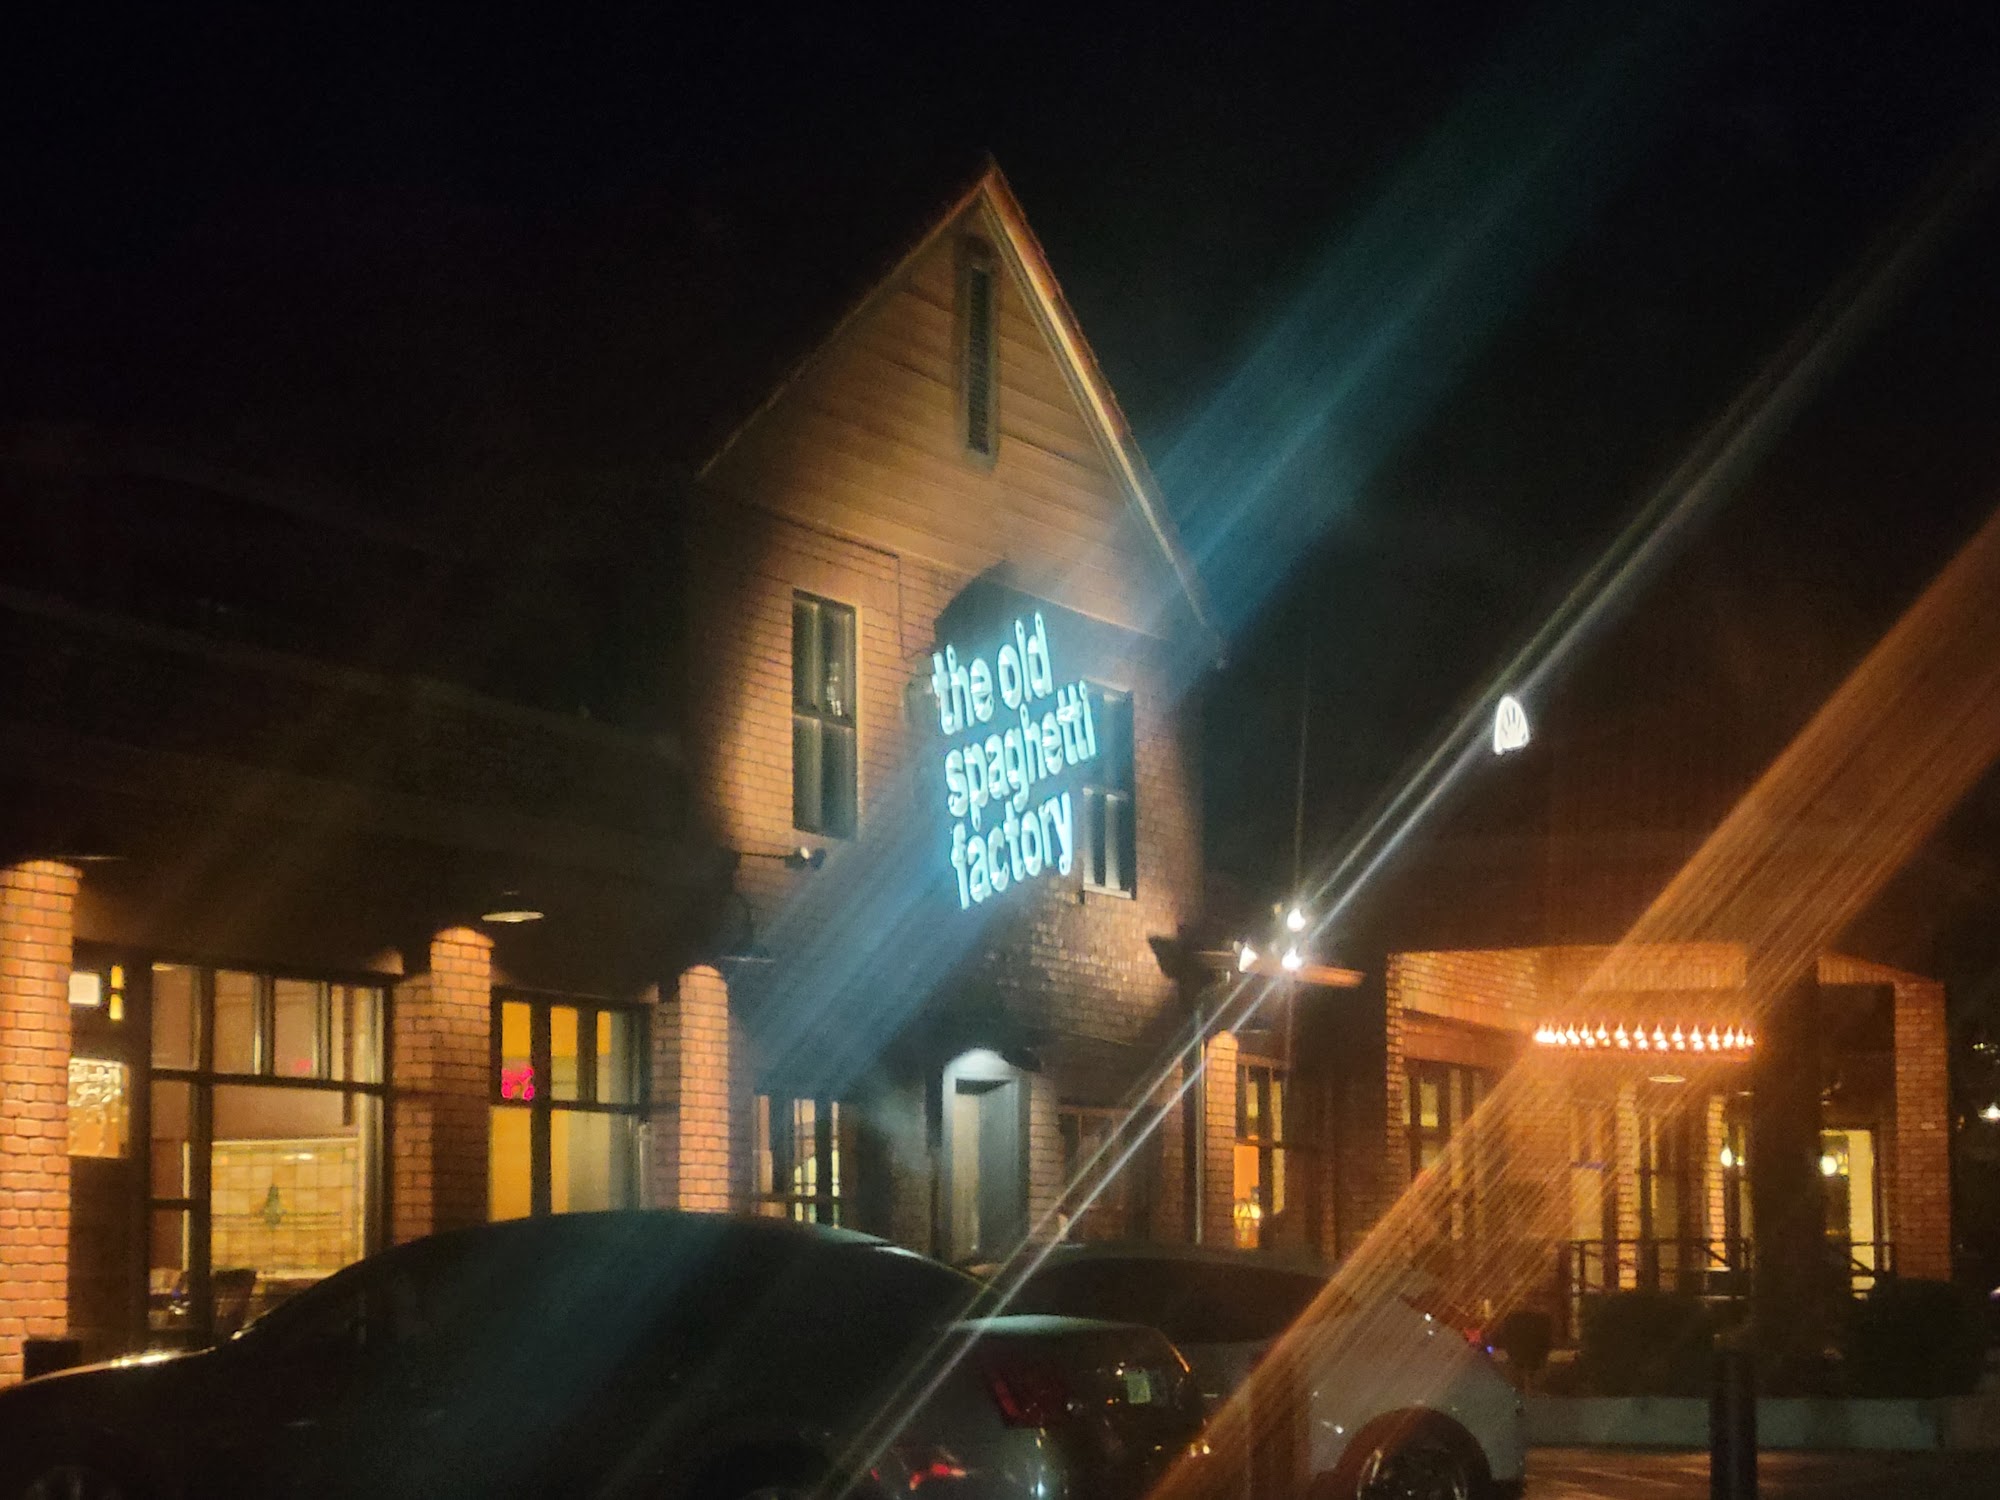 the old
spaghetti
factory